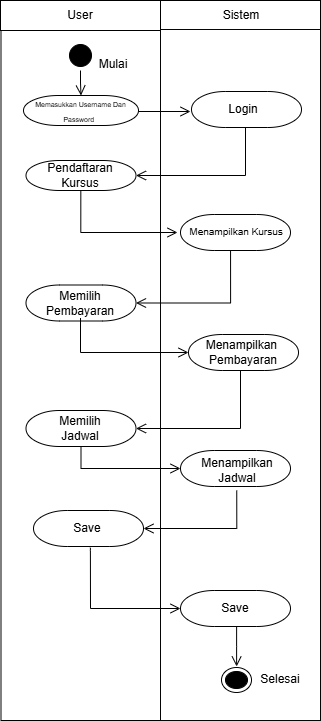 User
Sistem
Mulai
Memasukkan Username Dan
Password
Login
Pendaftaran
Kursus
Menampilkan Kursus
Memilih
Pembayaran
Menampilkan
Pembayaran
Memilih
Jadwal
Menampilkan
Jadwal
Save
Save
Selesai